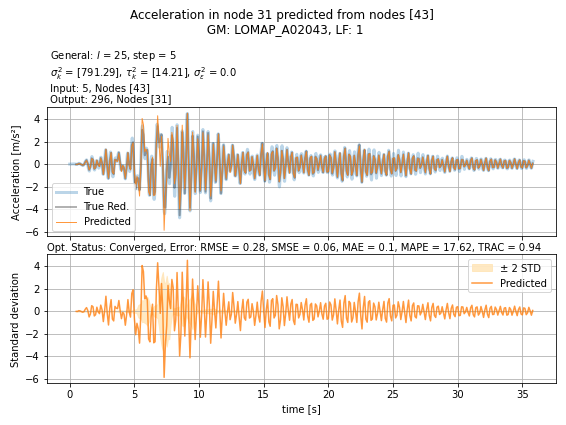 Acceleration in node 31 predicted from nodes [43]
GM: LOMAP_A02043, LF: 1
General: l = 25, step = 5
σ²ₖ = [791.29], τ²ₖ = [14.21], σ²ε = 0.0
Input: 5, Nodes [43]
Output: 296, Nodes [31]
Acceleration [m/s²]
4
2
0
−2
−4
−6
True
True Red.
Predicted
Opt. Status: Converged, Error: RMSE = 0.28, SMSE = 0.06, MAE = 0.1, MAPE = 17.62, TRAC = 0.94
Standard deviation
4
2
0
−2
−4
−6
± 2 STD
Predicted
0 5 10 15 20 25 30 35
time [s]